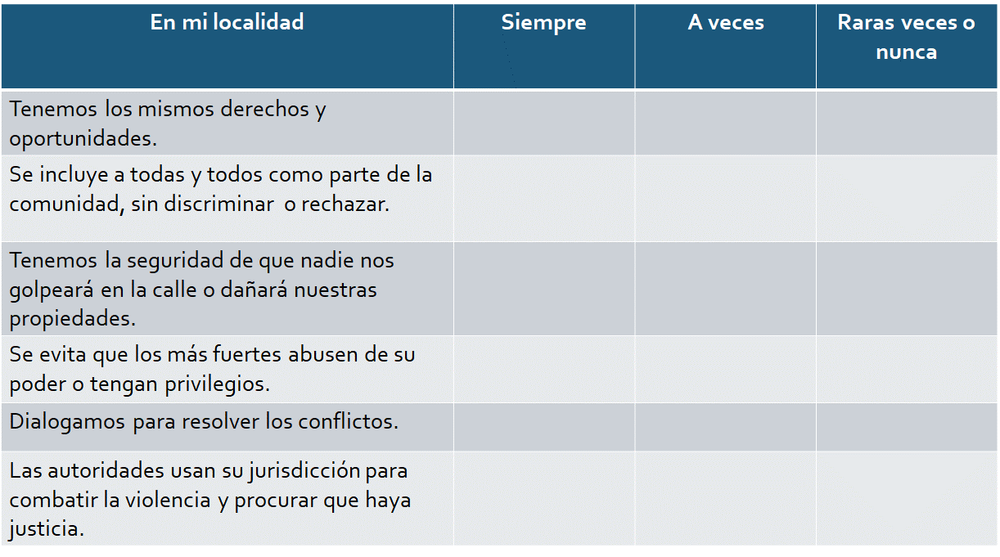 En mi localidad
Siempre
A veces
Raras veces o
nunca
Tenemos los mismos derechos y
oportunidades.
Se incluye a todas y todos como parte de la
comunidad, sin discriminar o rechazar.
Tenemos la seguridad de que nadie nos
golpeará en la calle o dañará nuestras
propiedades.
Se evita que los más fuertes abusen de su
poder o tengan privilegios.
Dialogamos para resolver los conflictos.
Las autoridades usan su jurisdicción para
combatir la violencia y procurar que haya
justicia.